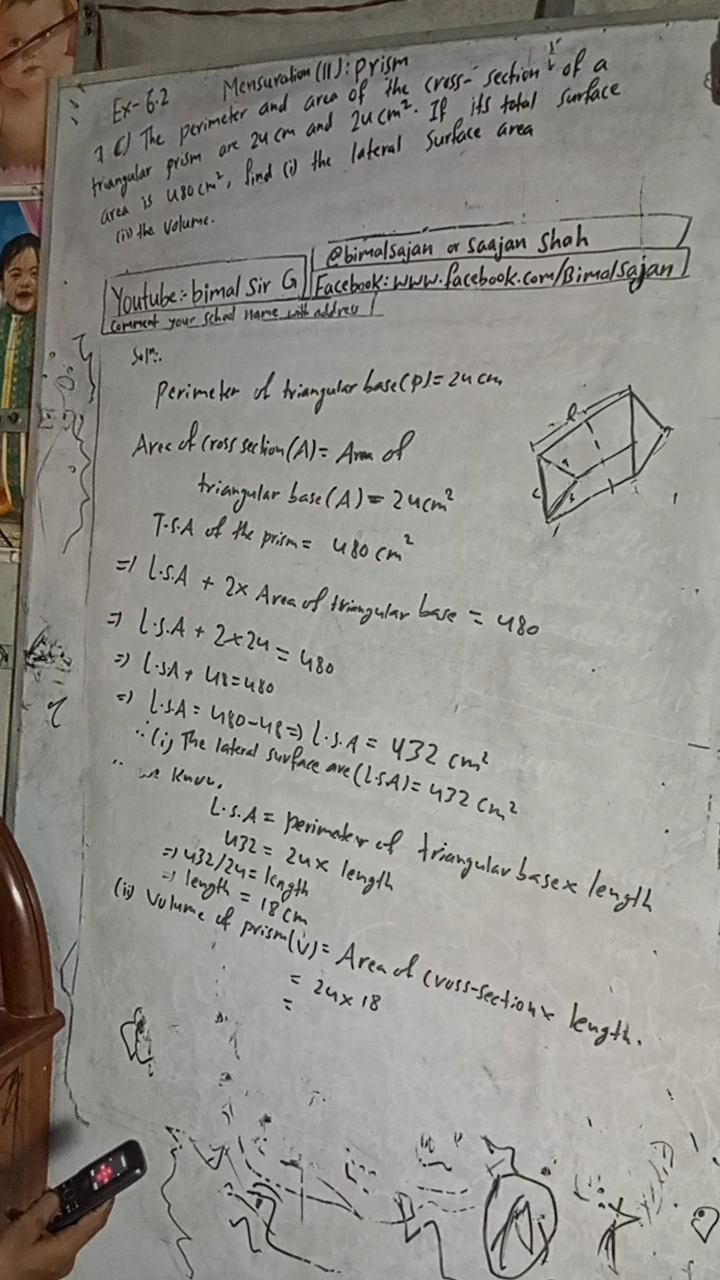 Ex-6.2 Mensuration (II): prism
7 c) The perimeter and area of the cross-section of a
triangular prism are 24 cm and 24 cm². If its total surface
area is 480 cm², find (i) the lateral surface area
(ii) the volume.
@bimalsajan or saajan shah
Youtube:- bimal Sir G
Facebook: www.facebook.com/Bimalsajan
comment your school name with address
Solⁿ:
perimeter of triangular base (p) = 24 cm
Area of cross section (A) = Area of
triangular base (A) = 24cm²
T.S.A of the prism = 480 cm²
=> L.S.A + 2x Area of triangular base = 480
=> L.S.A + 2x24 = 480
=> L.S.A + 48 = 480
=> L.S.A = 480-48 => L.S.A = 432 cm²
∴ (i) The lateral surface are (L.S.A) = 432 cm²
∴ we know,
L.S.A = perimeter of triangular base x length
432 = 24 x length
=> 432/24 = length
=> length = 18 cm
(ii) Volume of prism (v) = Area of cross-section x length.
= 24 x 18
=